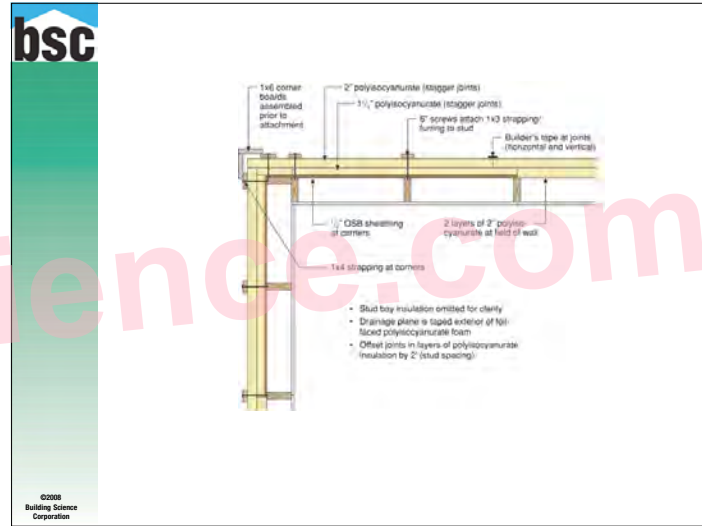 bsc
1x6 corner
boards
assembled
prior to
attachment
2" polyisocyanurate (stagger joints)
1½" polyisocyanurate (stagger joints)
6" screws attach 1x3 strapping/
furring to stud
Builder's tape at joints
(horizontal and vertical)
½" OSB sheathing
at corners
2 layers of 2" polyiso-
cyanurate at field of wall
1x4 strapping at corners
• Stud bay insulation omitted for clarity
• Drainage plane is taped exterior of foil-
faced polyisocyanurate foam
• Offset joints in layers of polyisocyanurate
insulation by 2' (stud spacing)
ience.com
©2008
Building Science
Corporation